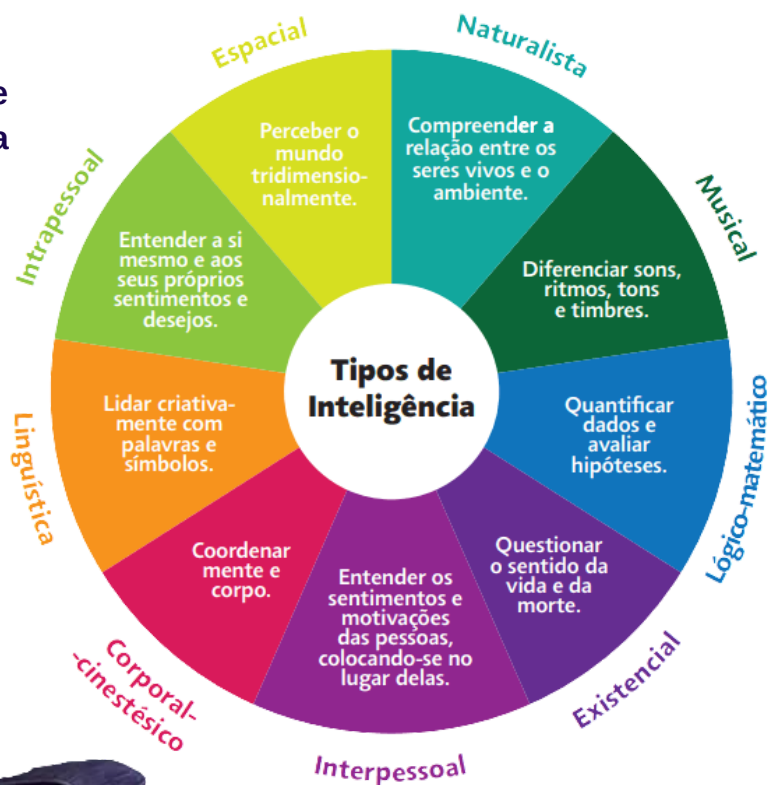 e
a
Tipos de
Inteligência
Naturalista
Compreender a
relação entre os
seres vivos e o
ambiente.
Musical
Diferenciar sons,
ritmos, tons
e timbres.
Lógico-matemático
Quantificar
dados e
avaliar
hipóteses.
Existencial
Questionar
o sentido da
vida e da
morte.
Interpessoal
Entender os
sentimentos e
motivações
das pessoas,
colocando-se no
lugar delas.
Corporal-
-cinestésico
Coordenar
mente e
corpo.
Linguística
Lidar criativa-
mente com
palavras e
símbolos.
Intrapessoal
Entender a si
mesmo e aos
seus próprios
sentimentos e
desejos.
Espacial
Perceber o
mundo
tridimensio-
nalmente.